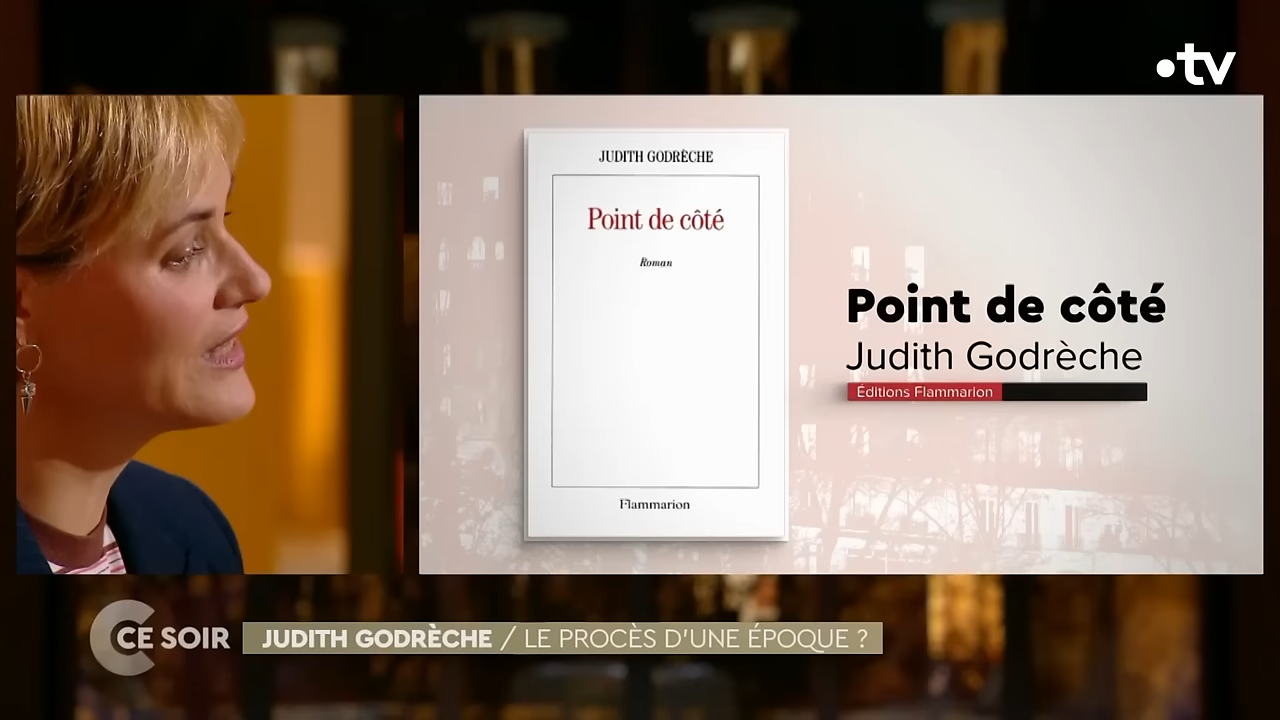 •tv
JUDITH GODRÈCHE
Point de côté
Roman
Flammarion
Point de côté
Judith Godrèche
Éditions Flammarion
CE SOIR
JUDITH GODRÈCHE / LE PROCÈS D'UNE ÉPOQUE ?